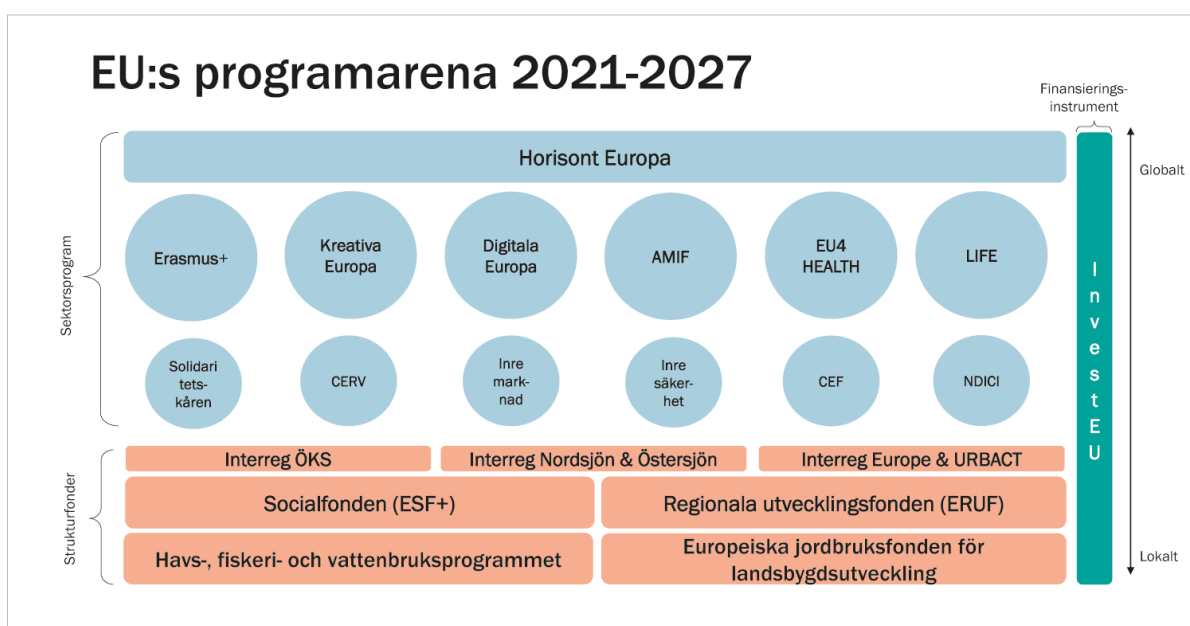 EU:s programarena 2021-2027
Finansierings-
instrument
Sektorsprogram
Horisont Europa
Globalt
Erasmus+
Kreativa
Europa
Digitala
Europa
AMIF
EU4
HEALTH
LIFE
Solidari
tets-
kåren
CERV
Inre
mark-
nad
Inre
säker-
het
CEF
NDICI
InvestEU
Strukturfonder
Interreg ÖKS
Interreg Nordsjön & Östersjön
Interreg Europe & URBACT
Socialfonden (ESF+)
Regionala utvecklingsfonden (ERUF)
Havs-, fiskeri- och vattenbruksprogrammet
Europeiska jordbruksfonden för
landsbygdsutveckling
Lokalt